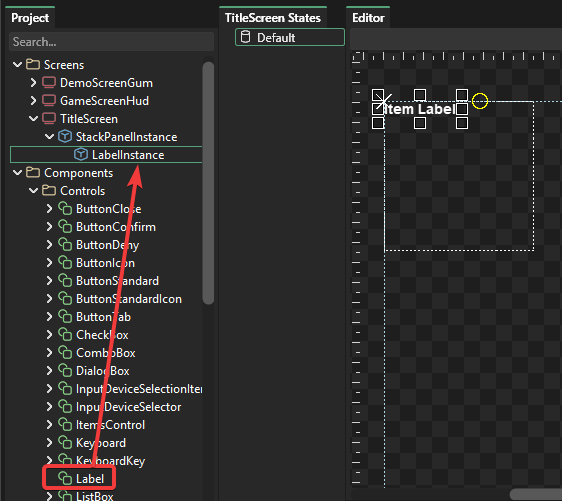 Project
Search...
Screens
DemoScreenGum
GameScreenHud
TitleScreen
StackPanelInstance
LabelInstance
Components
Controls
ButtonClose
ButtonConfirm
ButtonDeny
ButtonIcon
ButtonStandard
ButtonStandardIcon
ButtonTab
CheckBox
ComboBox
DialogBox
InputDeviceSelectionIter
InputDeviceSelector
ItemsControl
Keyboard
KeyboardKey
Label
ListBox
TitleScreen States
Default
Editor
Item Label